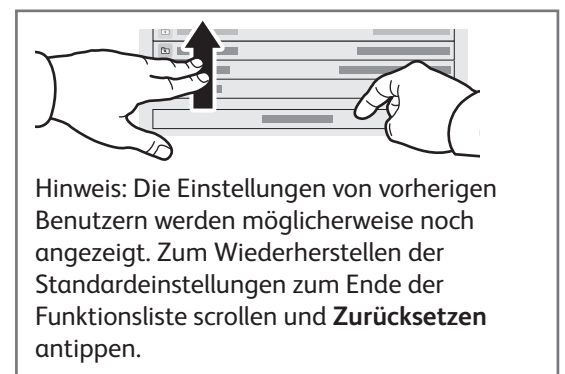 Hinweis: Die Einstellungen von vorherigen
Benutzern werden möglicherweise noch
angezeigt. Zum Wiederherstellen der
Standardeinstellungen zum Ende der
Funktionsliste scrollen und Zurücksetzen
antippen.